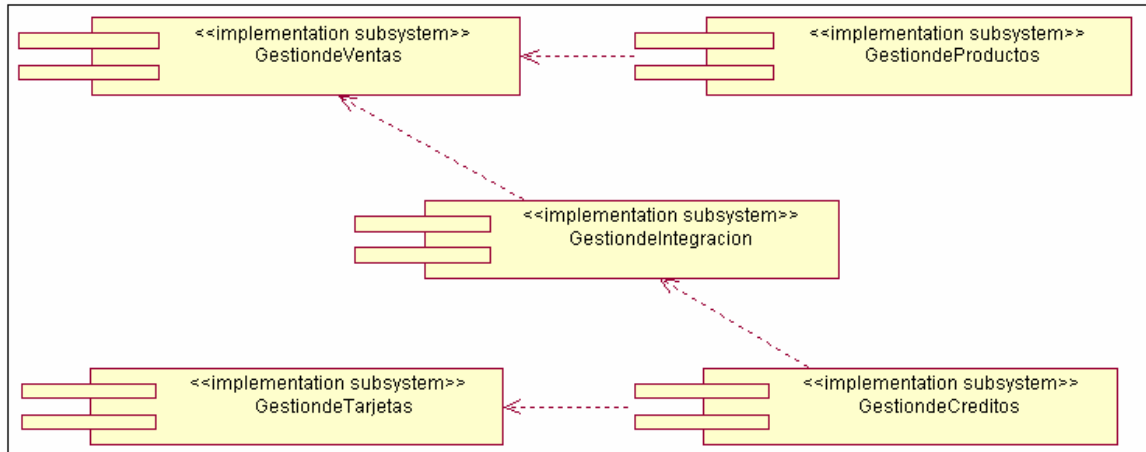 <<implementation subsystem>>
GestiondeVentas
<<implementation subsystem>>
GestiondeProductos
<<implementation subsystem>>
GestiondeIntegracion
<<implementation subsystem>>
GestiondeTarjetas
<<implementation subsystem>>
GestiondeCreditos